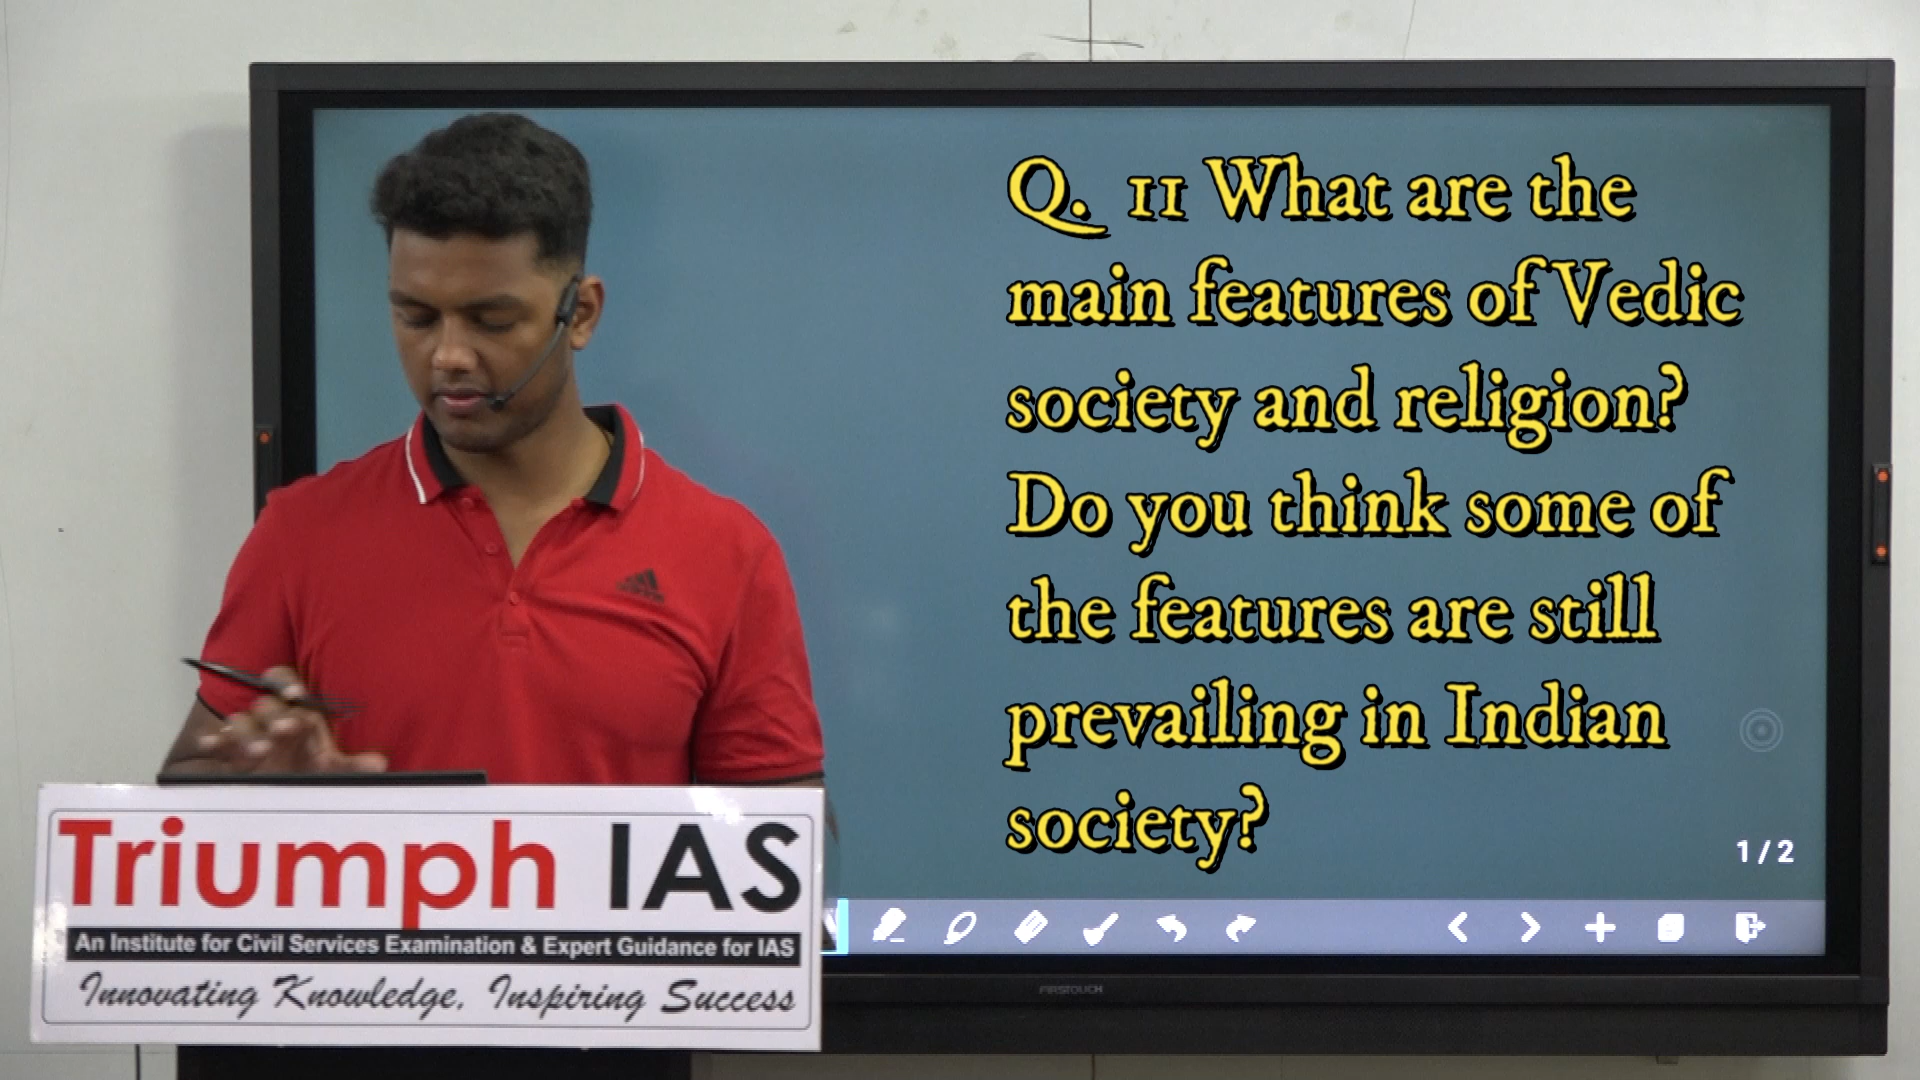 Q. 11 What are the
main features of Vedic
society and religion?
Do you think some of
the features are still
prevailing in Indian
society?
1 / 2
FIRSTOUCH
Triumph IAS
An Institute for Civil Services Examination & Expert Guidance for IAS
Innovating Knowledge, Inspiring Success